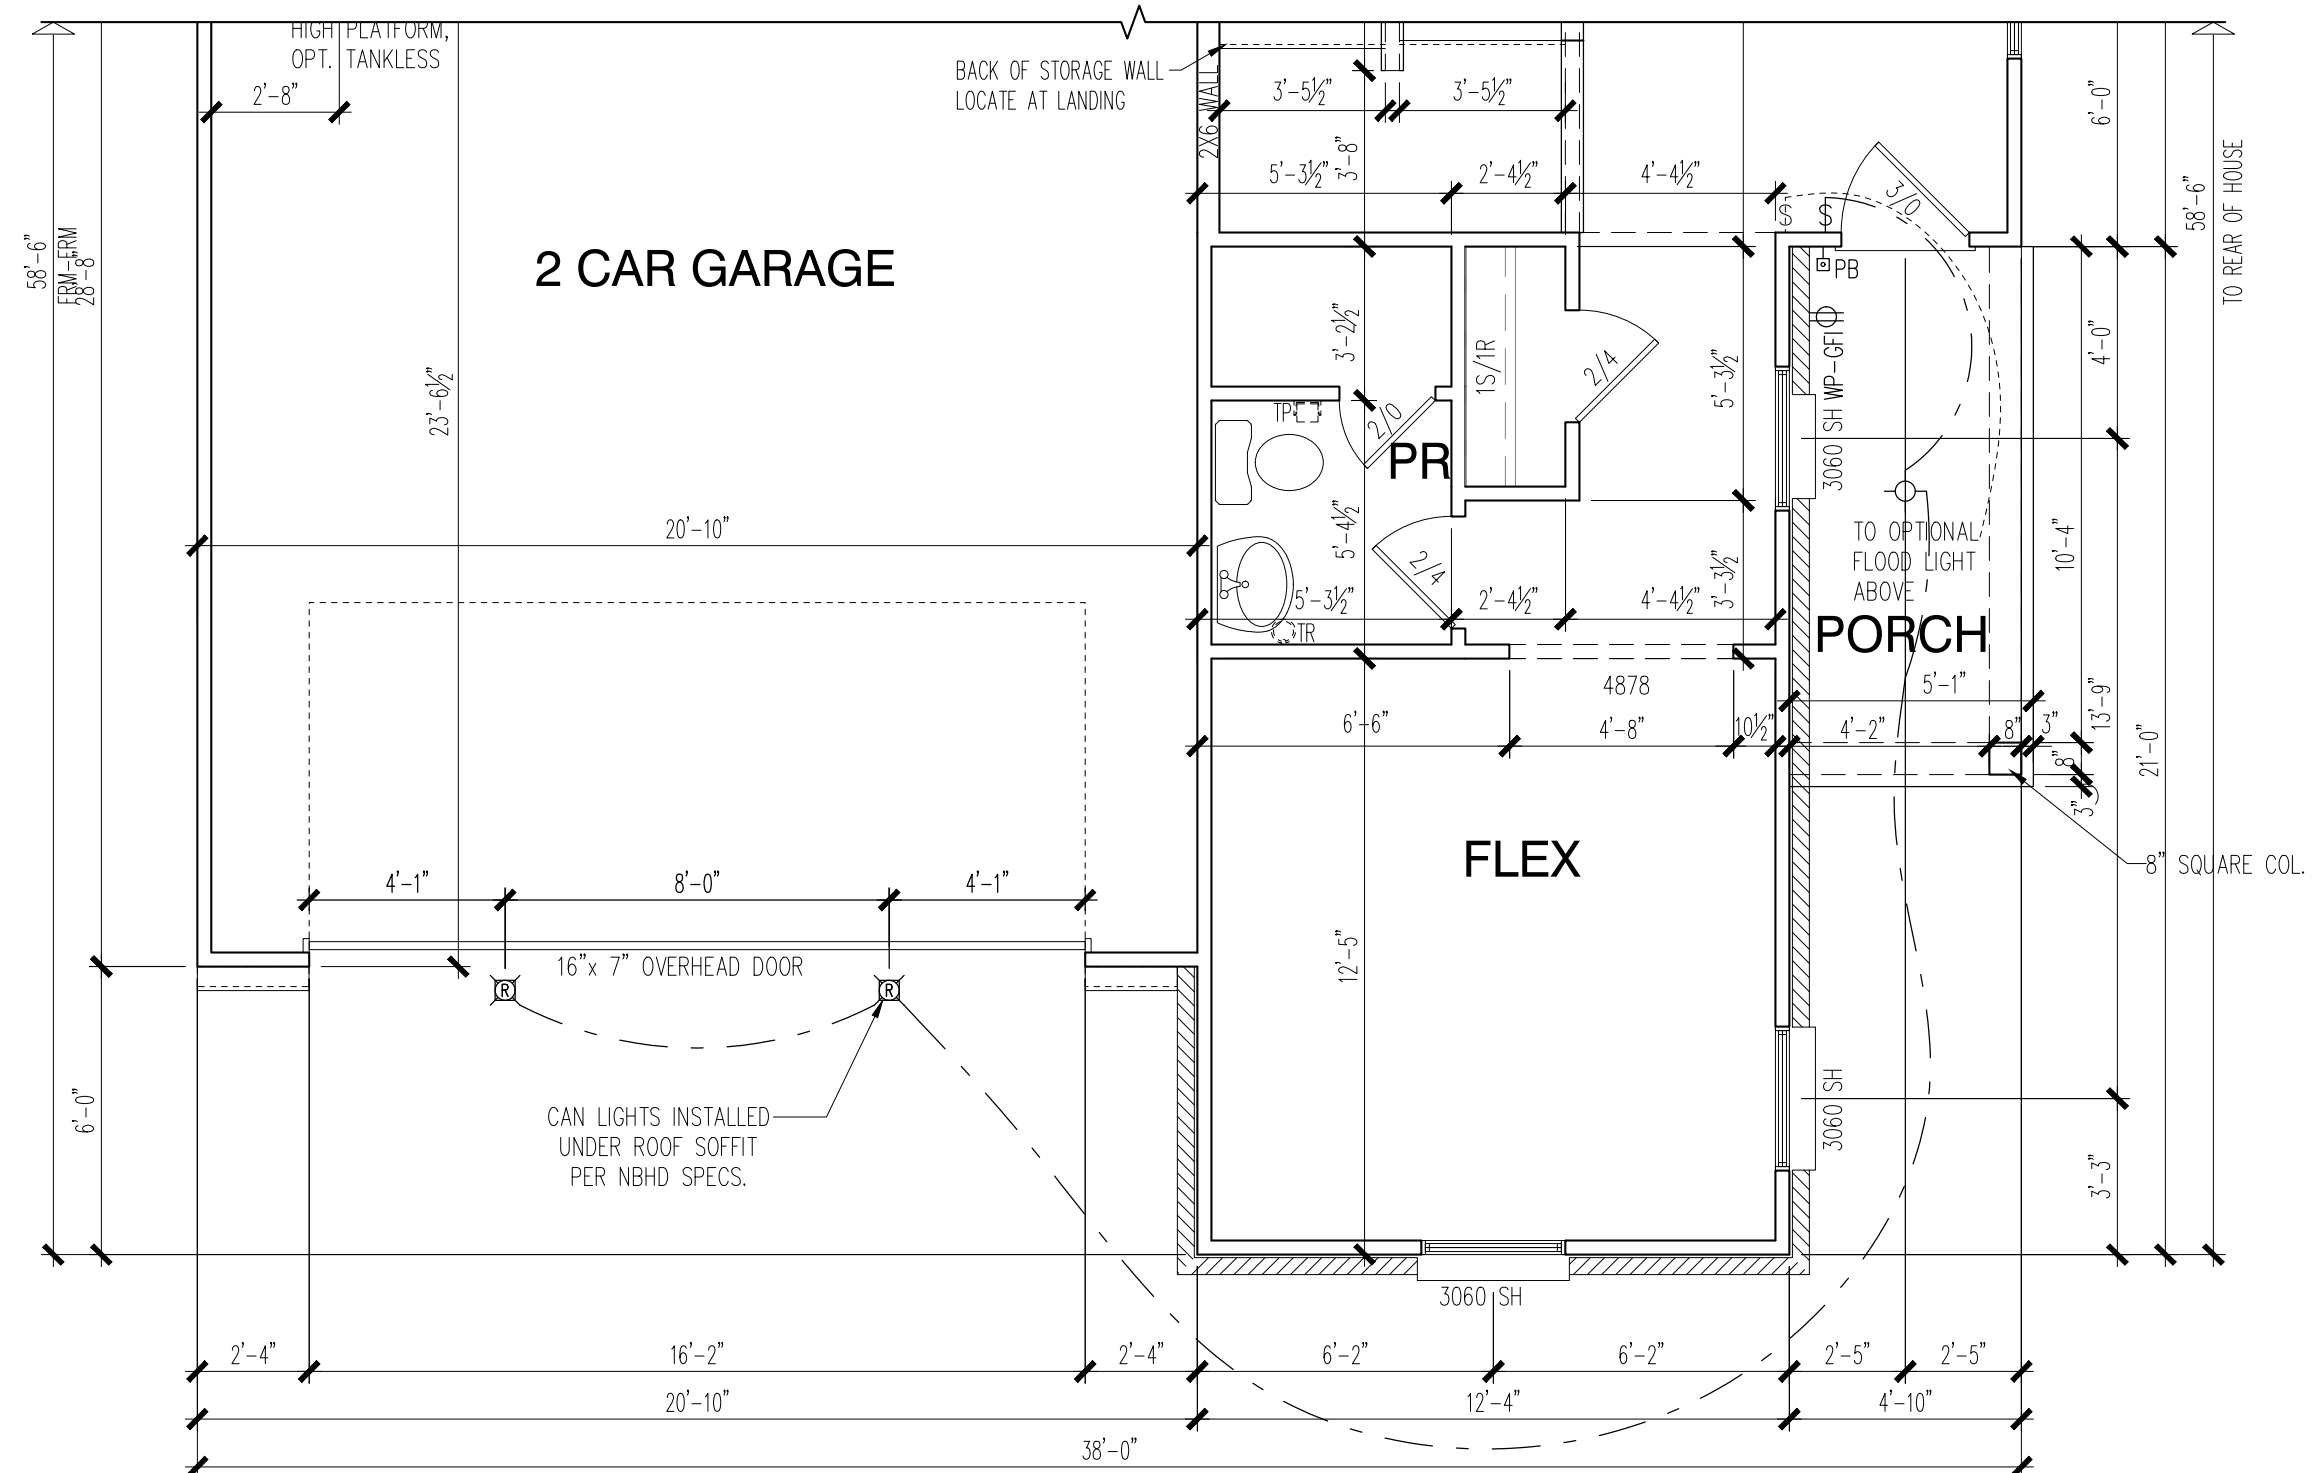 HIGH PLATFORM,
OPT. TANKLESS
2'-8"
BACK OF STORAGE WALL
LOCATE AT LANDING
2X6 WALL
3'-5½"
3'-5½"
3'-8"
5'-3½"
2'-4½"
4'-4½"
3/0
S
S
PB
6'-0"
58'-6"
TO REAR OF HOUSE
58'-6"
FRM-FRM
28'-8"
2 CAR GARAGE
23'-6½"
3'-2½"
1S/1R
2/4
5'-3½"
WP-GFI
3060 SH
4'-0"
TP
2/0
PR
20'-10"
5'-4½"
2/4
3'-3½"
TO OPTIONAL
FLOOD LIGHT
ABOVE
10'-4"
5'-3½"
2'-4½"
4'-4½"
TR
PORCH
4878
5'-1"
6'-6"
4'-8"
10½"
4'-2"
8"
3"
13'-9"
21'-0"
8"
3"
FLEX
8" SQUARE COL.
4'-1"
8'-0"
4'-1"
16"x 7" OVERHEAD DOOR
R
R
12'-5"
CAN LIGHTS INSTALLED
UNDER ROOF SOFFIT
PER NBHD SPECS.
6'-0"
3060 SH
3'-3"
3060 SH
2'-4"
16'-2"
2'-4"
6'-2"
6'-2"
2'-5"
2'-5"
20'-10"
12'-4"
4'-10"
38'-0"